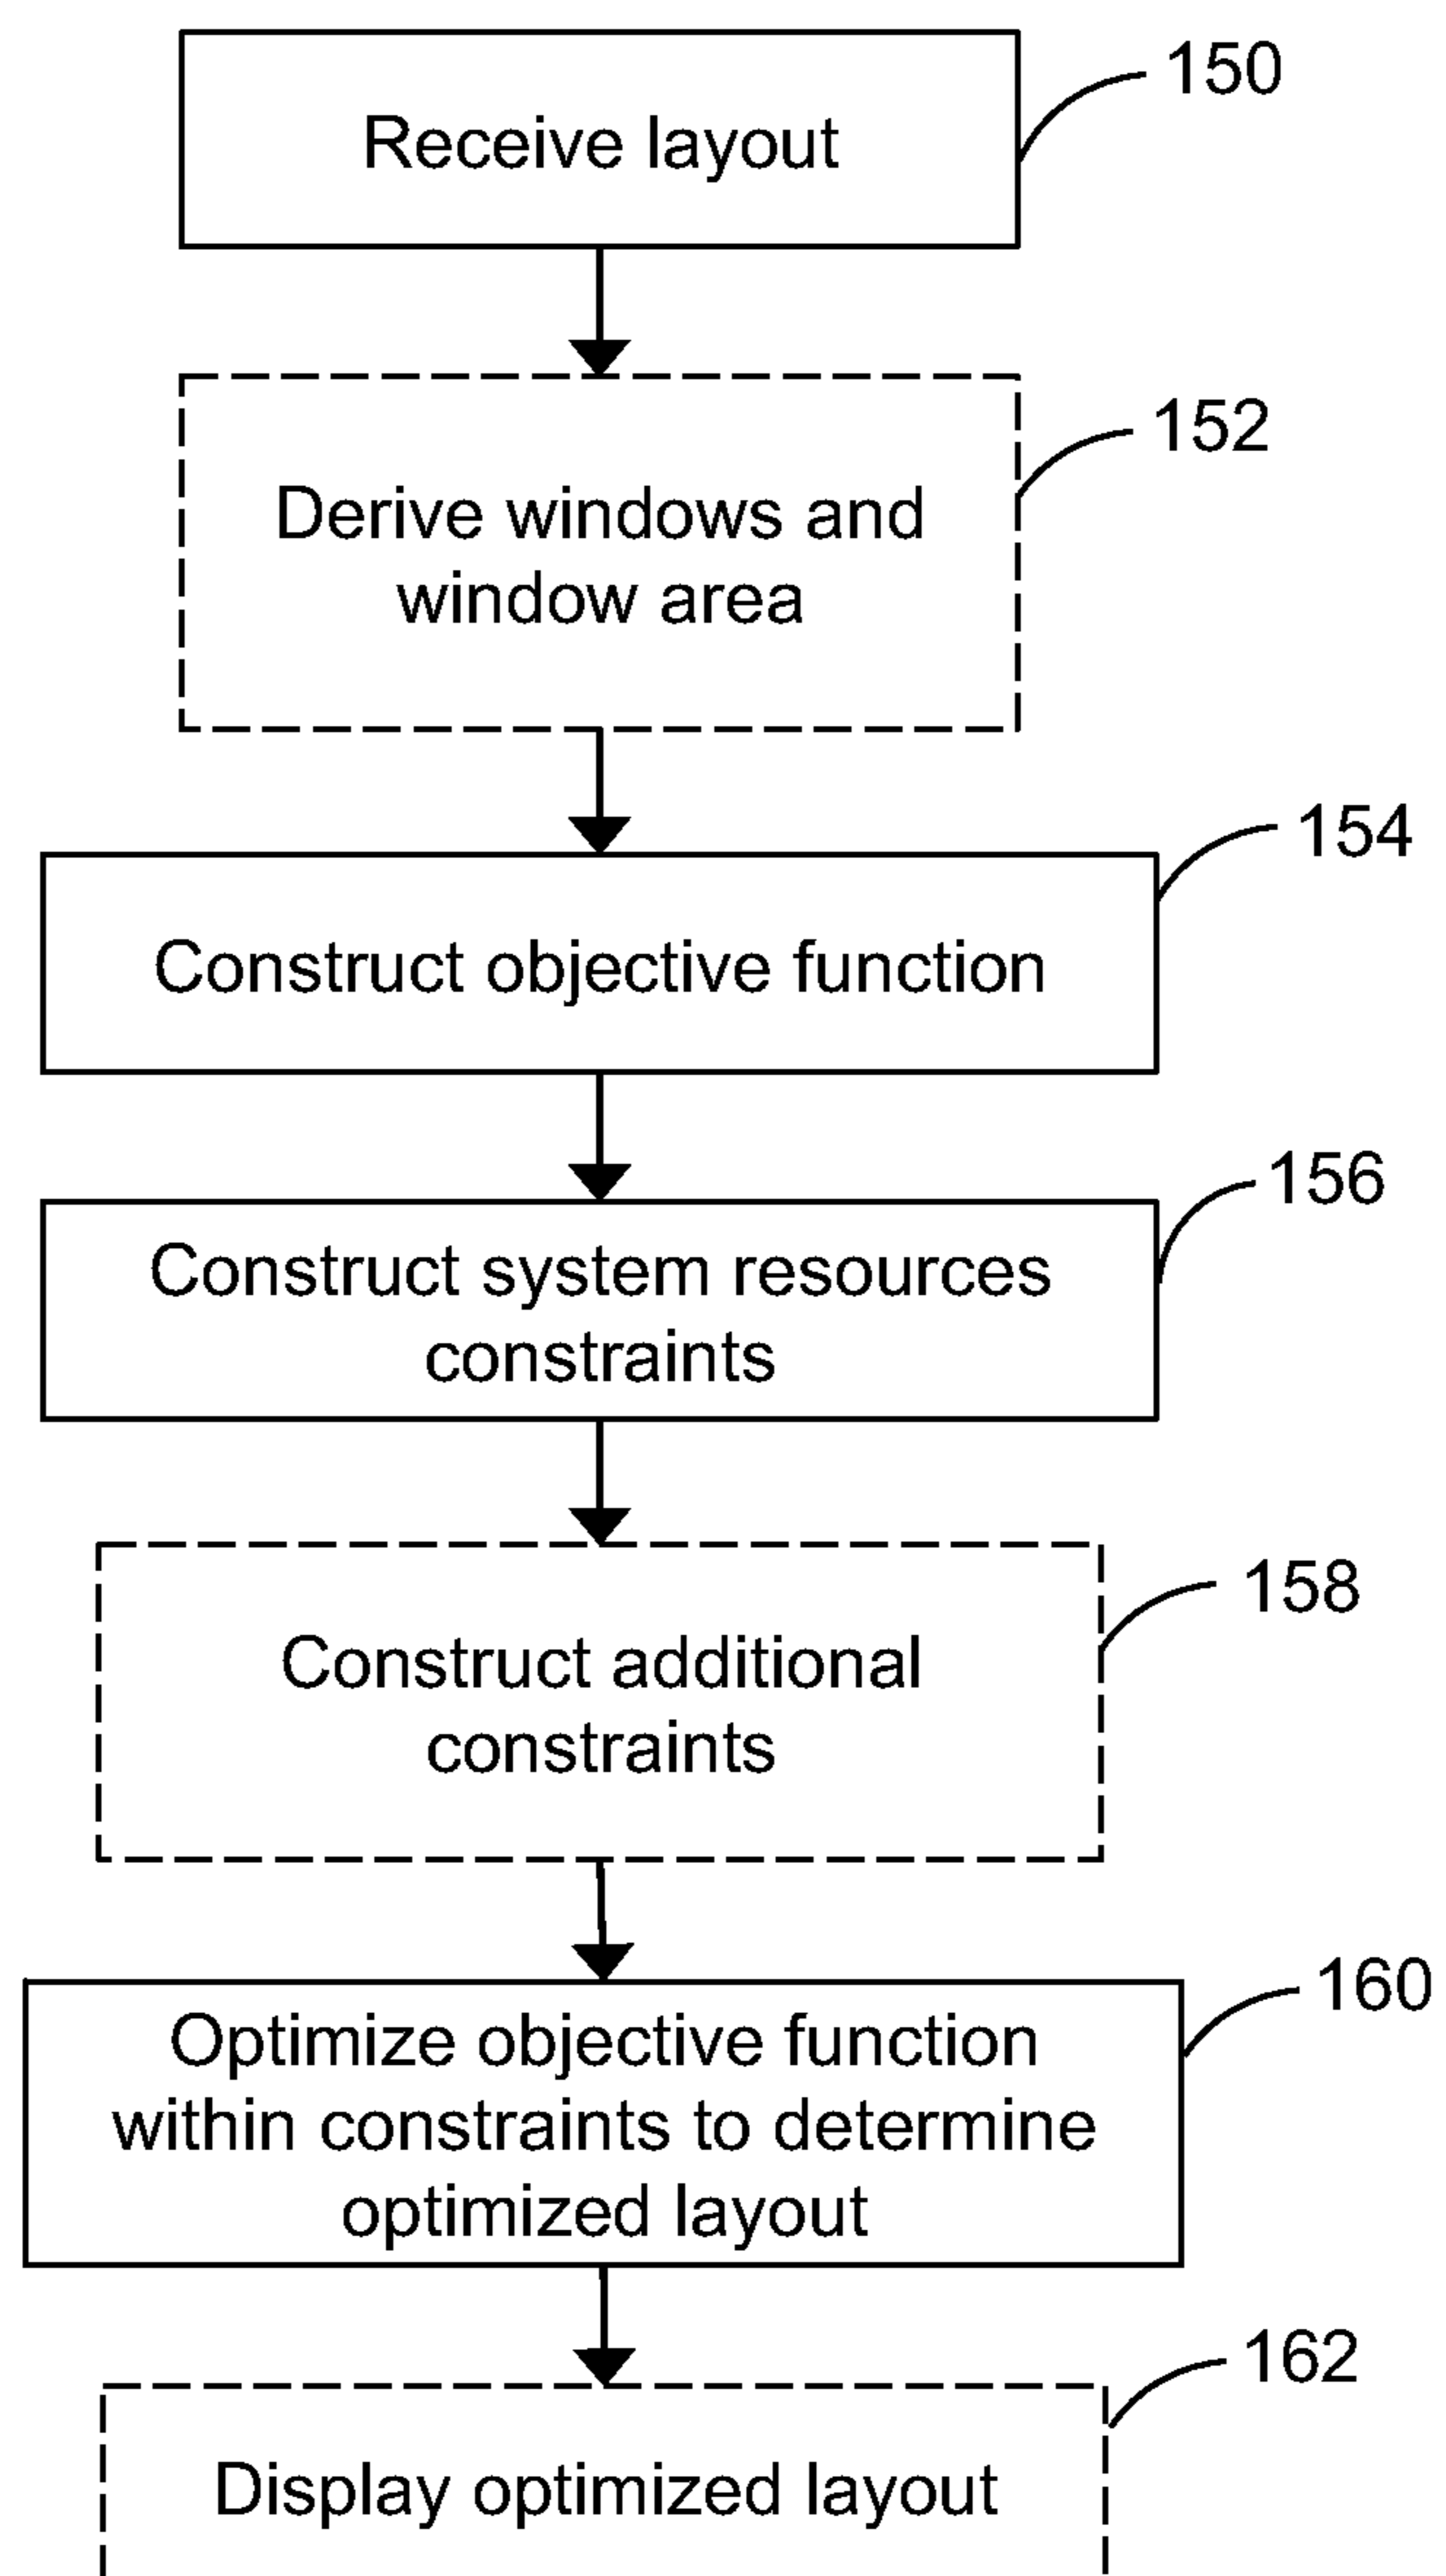 Receive layout
150
Derive windows and
window area
152
Construct objective function
154
Construct system resources
constraints
156
Construct additional
constraints
158
Optimize objective function
within constraints to determine
optimized layout
160
Display optimized layout
162